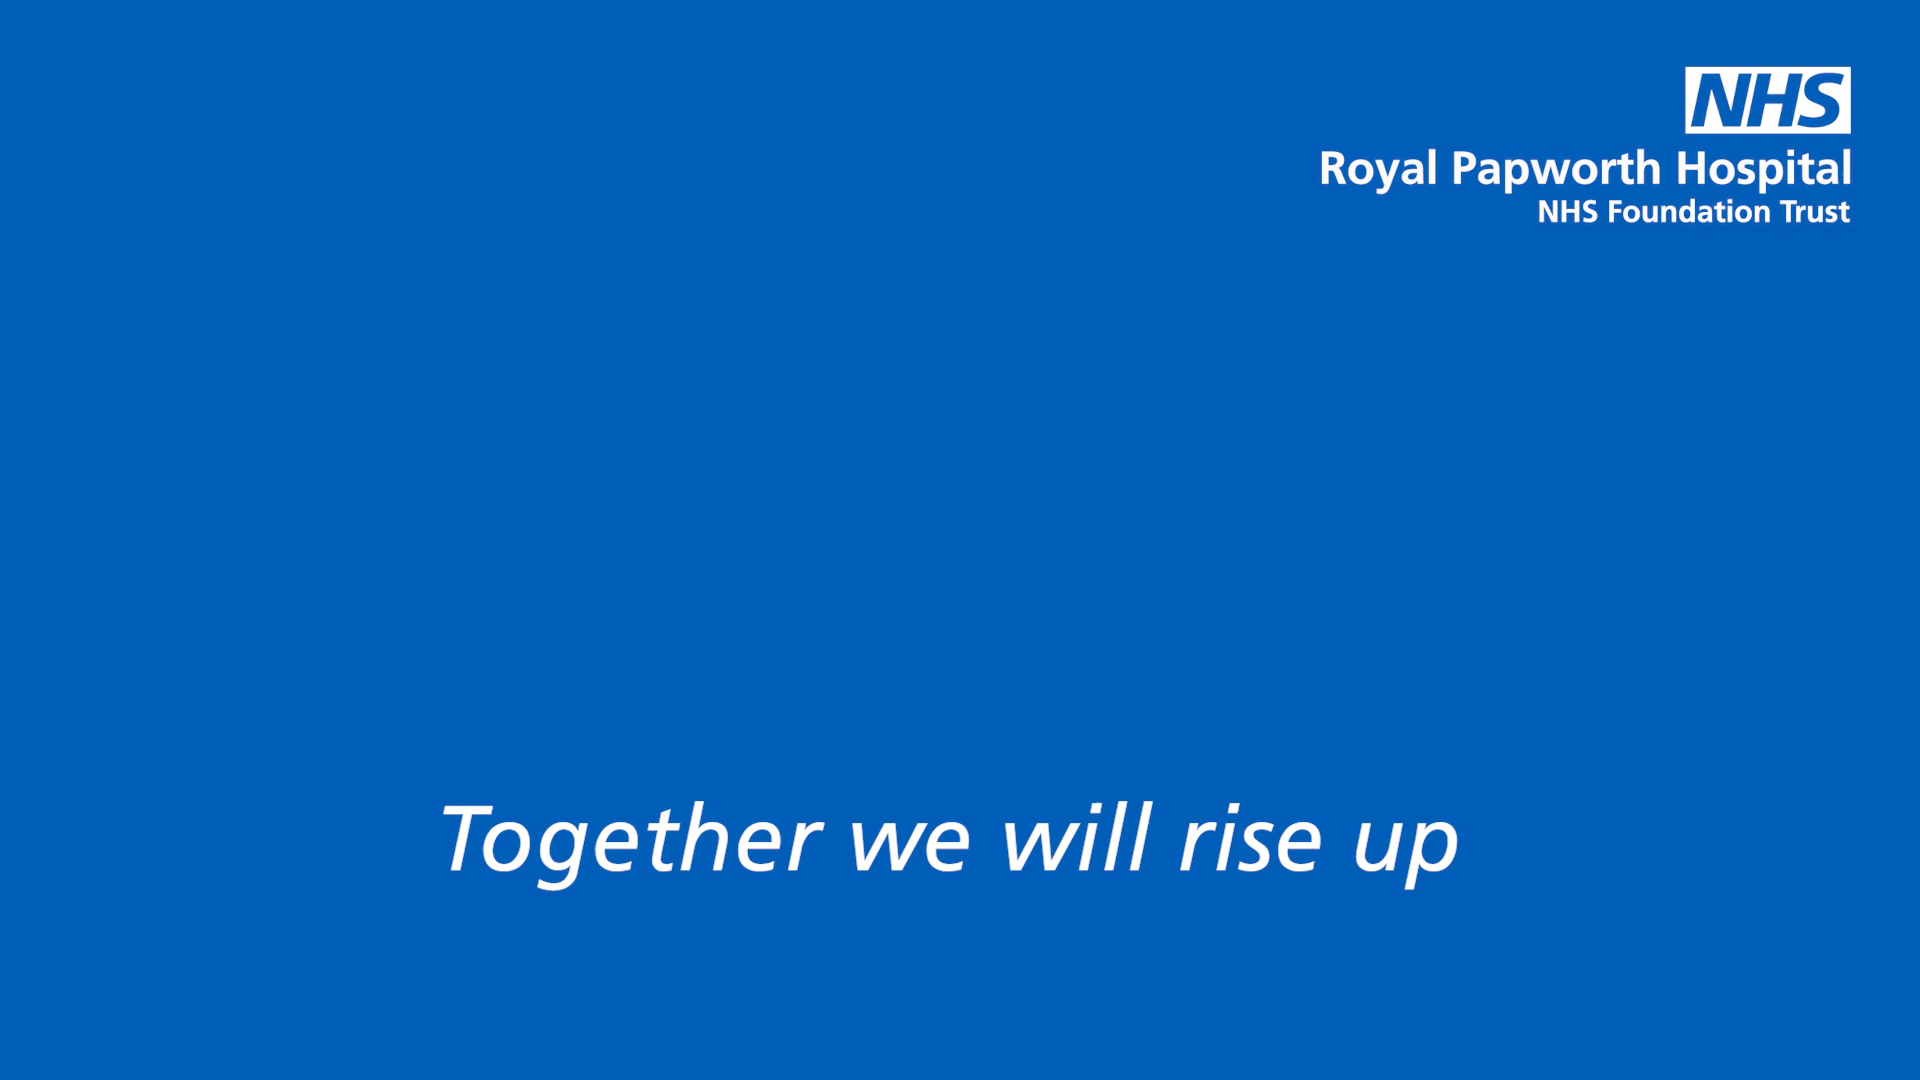 NHS
Royal Papworth Hospital
NHS Foundation Trust
Together we will rise up